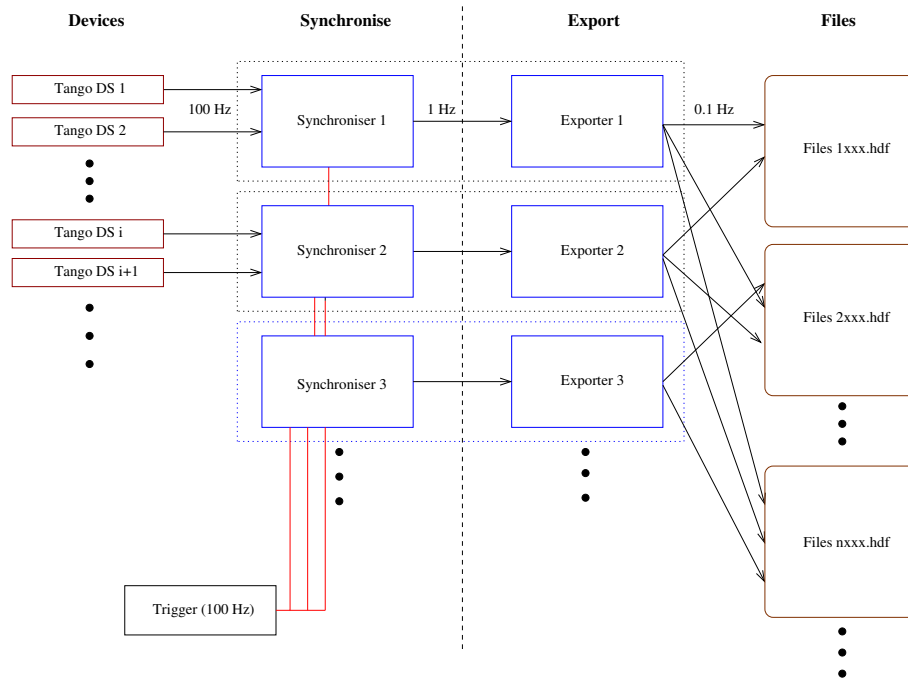 Devices
Synchronise
Export
Files
Tango DS 1
100 Hz
Tango DS 2
Synchroniser 1
1 Hz
Exporter 1
0.1 Hz
Files 1xxx.hdf
Tango DS i
Tango DS i+1
Synchroniser 2
Exporter 2
Files 2xxx.hdf
Synchroniser 3
Exporter 3
Files nxxx.hdf
Trigger (100 Hz)